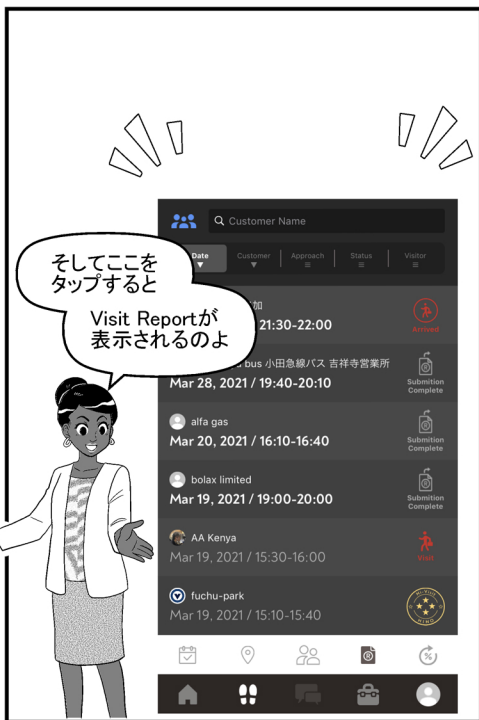 Customer Name
Date
Customer
Approach
Status
Visitor
そしてここを
タップすると
Visit Reportが
表示されるのよ
加
21:30-22:00
Arrived
bus 小田急線バス 吉祥寺営業所
Mar 28, 2021 / 19:40-20:10
Submition
Complete
alfa gas
Mar 20, 2021 / 16:10-16:40
Submition
Complete
bolax limited
Mar 19, 2021 / 19:00-20:00
Submition
Complete
AA Kenya
Mar 19, 2021 / 15:30-16:00
Visit
fuchu-park
Mar 19, 2021 / 15:10-15:40